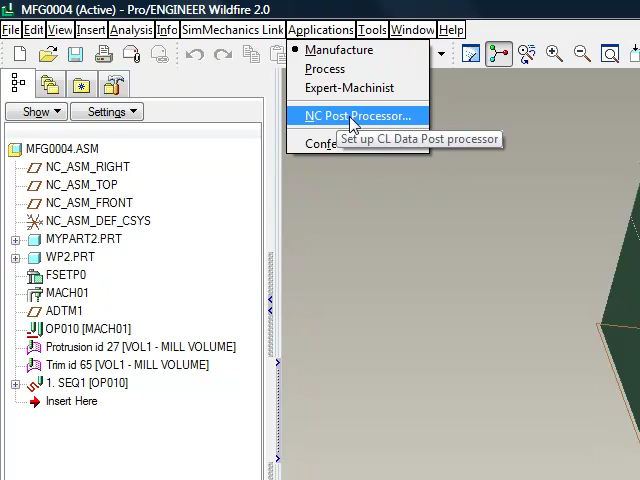 MFG0004 (Active) - Pro/ENGINEER Wildfire 2.0
File Edit View Insert Analysis Info SimMechanics Link Applications Tools Window Help
Manufacture
Process
Expert-Machinist
NC Post Processor...
Set up CL Data Post processor
Show
Settings
MFG0004.ASM
NC_ASM_RIGHT
NC_ASM_TOP
NC_ASM_FRONT
NC_ASM_DEF_CSYS
MYPART2.PRT
WP2.PRT
FSETP0
MACH01
ADTM1
OP010 [MACH01]
Protrusion id 27 [VOL1 - MILL VOLUME]
Trim id 65 [VOL1 - MILL VOLUME]
1. SEQ1 [OP010]
Insert Here